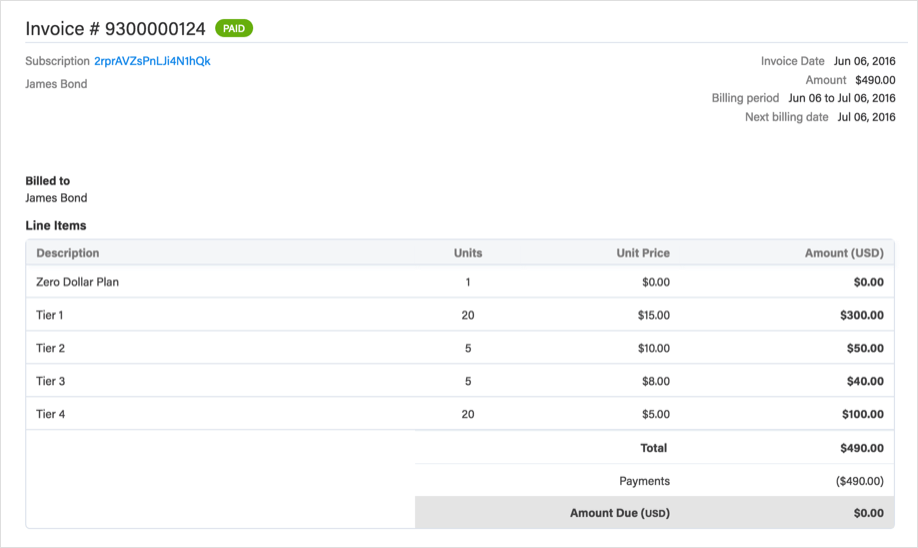 Invoice # 9300000124 PAID
Subscription 2rprAVZsPnLJi4N1hQk
James Bond
Invoice Date Jun 06, 2016
Amount $490.00
Billing period Jun 06 to Jul 06, 2016
Next billing date Jul 06, 2016
Billed to
James Bond
Line Items
Description Units Unit Price Amount (USD)
Zero Dollar Plan 1 $0.00 $0.00
Tier 1 20 $15.00 $300.00
Tier 2 5 $10.00 $50.00
Tier 3 5 $8.00 $40.00
Tier 4 20 $5.00 $100.00
Total $490.00
Payments ($490.00)
Amount Due (USD) $0.00